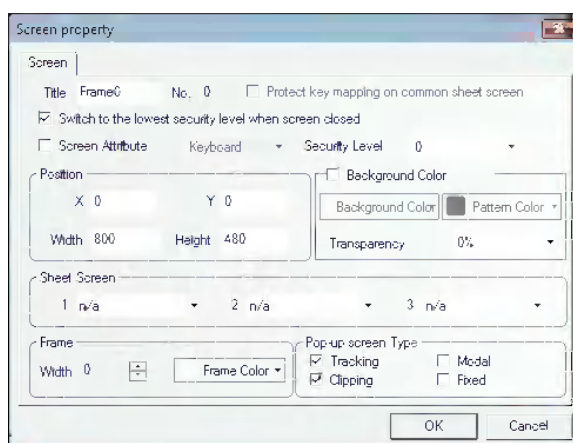 Screen property
Screen
Title Frame0 No. 0 Protect key mapping on common sheet screen
Switch to the lowest security level when screen closed
Screen Attribute Keyboard Security Level 0
Position
X 0 Y 0
Width 800 Height 480
Background Color
Background Color Pattern Color
Transparency 0%
Sheet Screen
1 n/a 2 n/a 3 n/a
Frame
Width 0 Frame Color
Pop-up screen Type
Tracking Modal
Clipping Fixed
OK Cancel